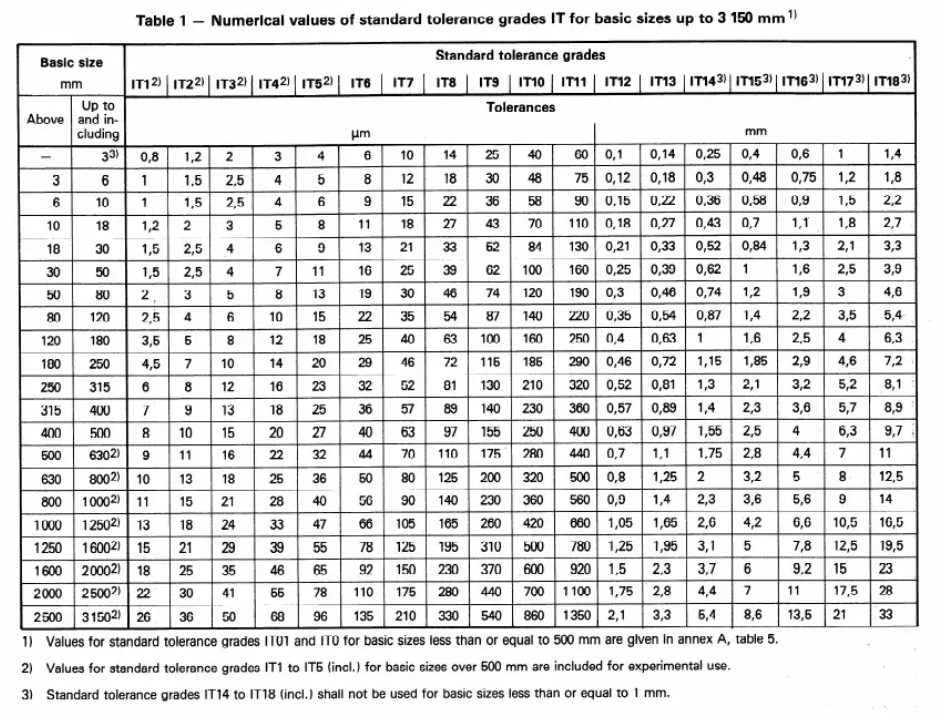 Table 1 — Numerical values of standard tolerance grades IT for basic sizes up to 3 150 mm 1)
Basic size Standard tolerance grades
mm IT1 2) IT2 2) IT3 2) IT4 2) IT5 2) IT6 IT7 IT8 IT9 IT10 IT11 IT12 IT13 IT14 3) IT15 3) IT16 3) IT17 3) IT18 3)
Above Up to and in-cluding Tolerances
µm mm
— 3 3) 0,8 1,2 2 3 4 6 10 14 25 40 60 0,1 0,14 0,25 0,4 0,6 1 1,4
3 6 1 1,5 2,5 4 5 8 12 18 30 48 75 0,12 0,18 0,3 0,48 0,75 1,2 1,8
6 10 1 1,5 2,5 4 6 9 15 22 36 58 90 0,15 0,22 0,36 0,58 0,9 1,5 2,2
10 18 1,2 2 3 5 8 11 18 27 43 70 110 0,18 0,27 0,43 0,7 1,1 1,8 2,7
18 30 1,5 2,5 4 6 9 13 21 33 52 84 130 0,21 0,33 0,52 0,84 1,3 2,1 3,3
30 50 1,5 2,5 4 7 11 16 25 39 62 100 160 0,25 0,39 0,62 1 1,6 2,5 3,9
50 80 2 3 5 8 13 19 30 46 74 120 190 0,3 0,46 0,74 1,2 1,9 3 4,6
80 120 2,5 4 6 10 15 22 35 54 87 140 220 0,35 0,54 0,87 1,4 2,2 3,5 5,4
120 180 3,5 5 8 12 18 25 40 63 100 160 250 0,4 0,63 1 1,6 2,5 4 6,3
180 250 4,5 7 10 14 20 29 46 72 115 185 290 0,46 0,72 1,15 1,85 2,9 4,6 7,2
250 315 6 8 12 16 23 32 52 81 130 210 320 0,52 0,81 1,3 2,1 3,2 5,2 8,1
315 400 7 9 13 18 25 36 57 89 140 230 360 0,57 0,89 1,4 2,3 3,6 5,7 8,9
400 500 8 10 15 20 27 40 63 97 155 250 400 0,63 0,97 1,55 2,5 4 6,3 9,7
500 630 2) 9 11 16 22 32 44 70 110 175 280 440 0,7 1,1 1,75 2,8 4,4 7 11
630 800 2) 10 13 18 25 36 50 80 125 200 320 500 0,8 1,25 2 3,2 5 8 12,5
800 1 000 2) 11 15 21 28 40 56 90 140 230 360 560 0,9 1,4 2,3 3,6 5,6 9 14
1 000 1 250 2) 13 18 24 33 47 66 105 165 260 420 660 1,05 1,65 2,6 4,2 6,6 10,5 16,5
1 250 1 600 2) 15 21 29 39 55 78 125 195 310 500 780 1,25 1,95 3,1 5 7,8 12,5 19,5
1 600 2 000 2) 18 25 35 46 65 92 150 230 370 600 920 1,5 2,3 3,7 6 9,2 15 23
2 000 2 500 2) 22 30 41 55 78 110 175 280 440 700 1 100 1,75 2,8 4,4 7 11 17,5 28
2 500 3 150 2) 26 36 50 68 96 135 210 330 540 860 1 350 2,1 3,3 5,4 8,6 13,5 21 33
1) Values for standard tolerance grades IT01 and IT0 for basic sizes less than or equal to 500 mm are given in annex A, table 5.
2) Values for standard tolerance grades IT1 to IT5 (incl.) for basic sizes over 500 mm are included for experimental use.
3) Standard tolerance grades IT14 to IT18 (incl.) shall not be used for basic sizes less than or equal to 1 mm.